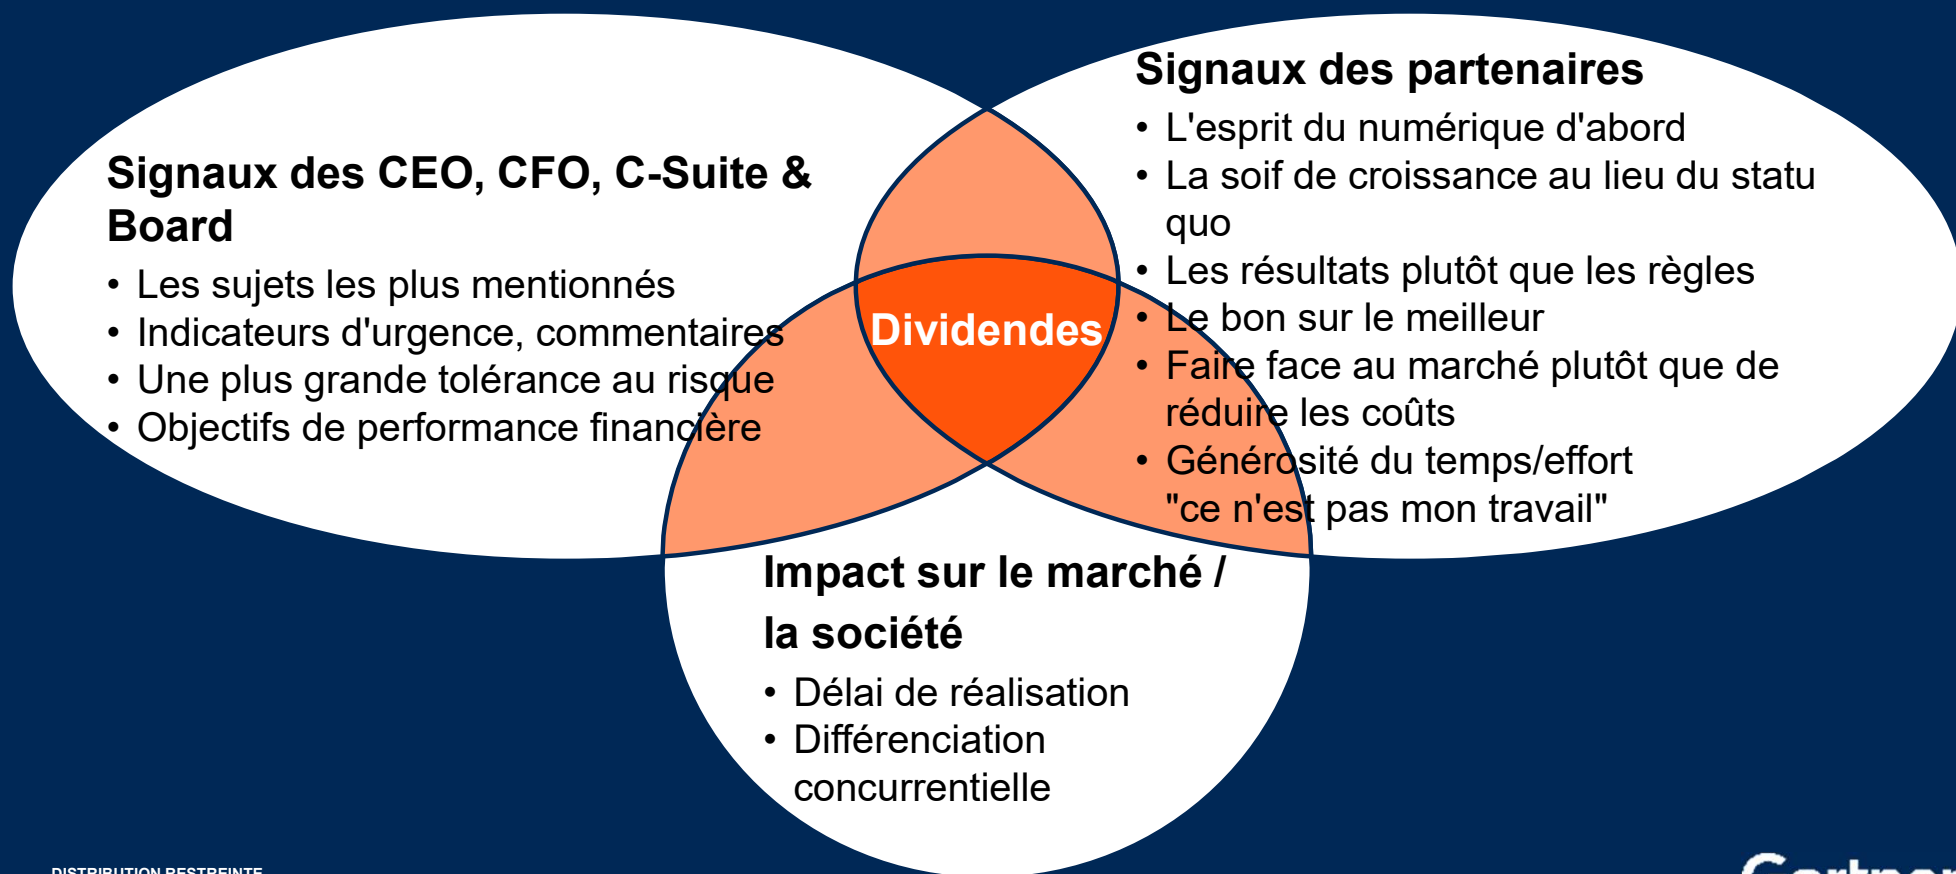 Signaux des CEO, CFO, C-Suite &
Board
• Les sujets les plus mentionnés
• Indicateurs d'urgence, commentaires
• Une plus grande tolérance au risque
• Objectifs de performance financière
Dividendes
Signaux des partenaires
• L'esprit du numérique d'abord
• La soif de croissance au lieu du statu
quo
• Les résultats plutôt que les règles
• Le bon sur le meilleur
• Faire face au marché plutôt que de
réduire les coûts
• Générosité du temps/effort
"ce n'est pas mon travail"
Impact sur le marché /
la société
• Délai de réalisation
• Différenciation
concurrentielle
DISTRIBUTION RESTREINTE